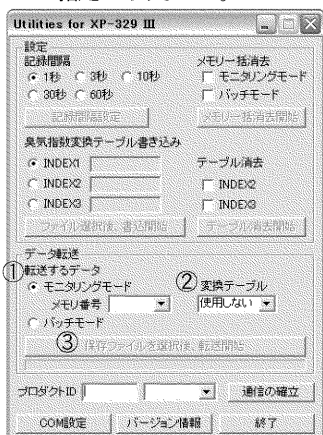 Utilities for XP-329 III
設定
記録間隔
1秒 3秒 10秒
30秒 60秒
記録間隔設定
メモリー括消去
モニタリングモード
バッチモード
メモリー括消去開始
臭気指数変換テーブル書き込み
INDEX1
INDEX2
INDEX3
ファイル選択後、書込開始
テーブル消去
INDEX2
INDEX3
テーブル消去開始
データ転送
①転送するデータ
モニタリングモード
メモリ番号
バッチモード
②変換テーブル
使用しない
③保存ファイルを選択後、転送開始
プロダクトID
通信の確立
COM設定 バージョン情報 終了